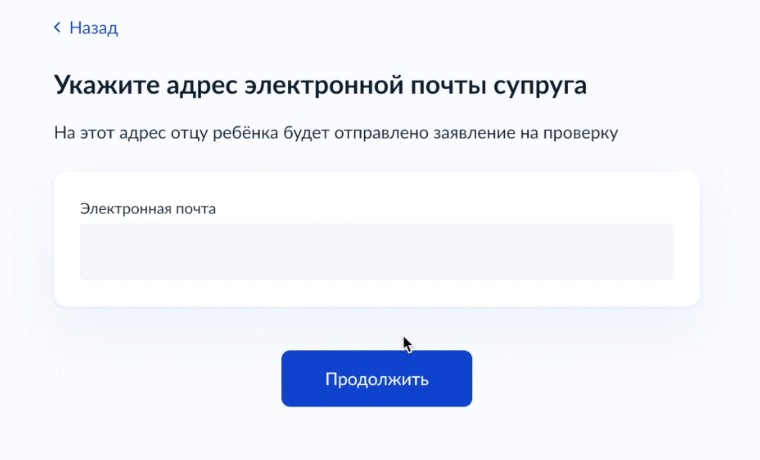 Назад
Укажите адрес электронной почты супруга
На этот адрес отцу ребёнка будет отправлено заявление на проверку
Электронная почта
Продолжить